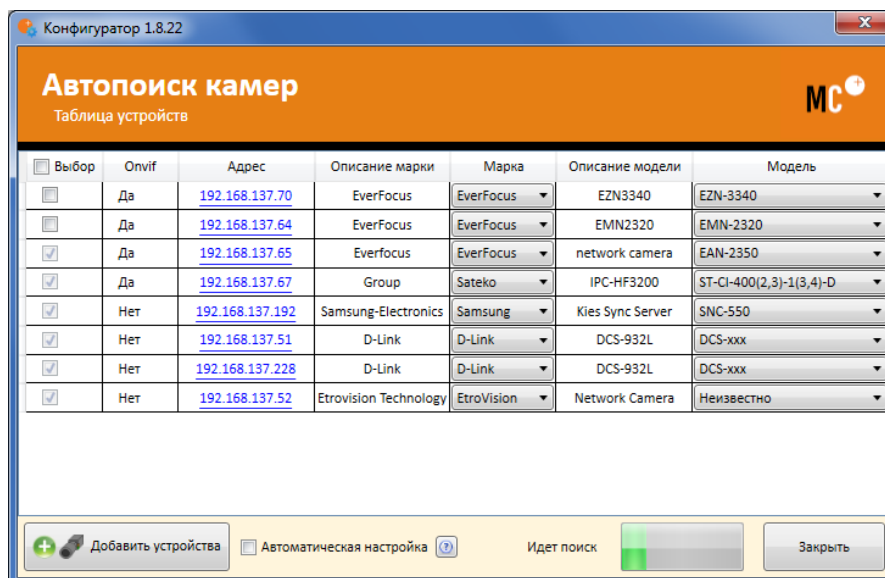 Конфигуратор 1.8.22
Автопоиск камер
Таблица устройств
MC
Выбор Onvif Адрес Описание марки Марка Описание модели Модель
Да 192.168.137.70 EverFocus EverFocus EZN3340 EZN-3340
Да 192.168.137.64 EverFocus EverFocus EMN2320 EMN-2320
Да 192.168.137.65 Everfocus EverFocus network camera EAN-2350
Да 192.168.137.67 Group Sateko IPC-HF3200 ST-CI-400(2,3)-1(3,4)-D
Нет 192.168.137.192 Samsung-Electronics Samsung Kies Sync Server SNC-550
Нет 192.168.137.51 D-Link D-Link DCS-932L DCS-xxx
Нет 192.168.137.228 D-Link D-Link DCS-932L DCS-xxx
Нет 192.168.137.52 Etrovision Technology EtroVision Network Camera Неизвестно
Добавить устройства Автоматическая настройка ? Идет поиск Закрыть